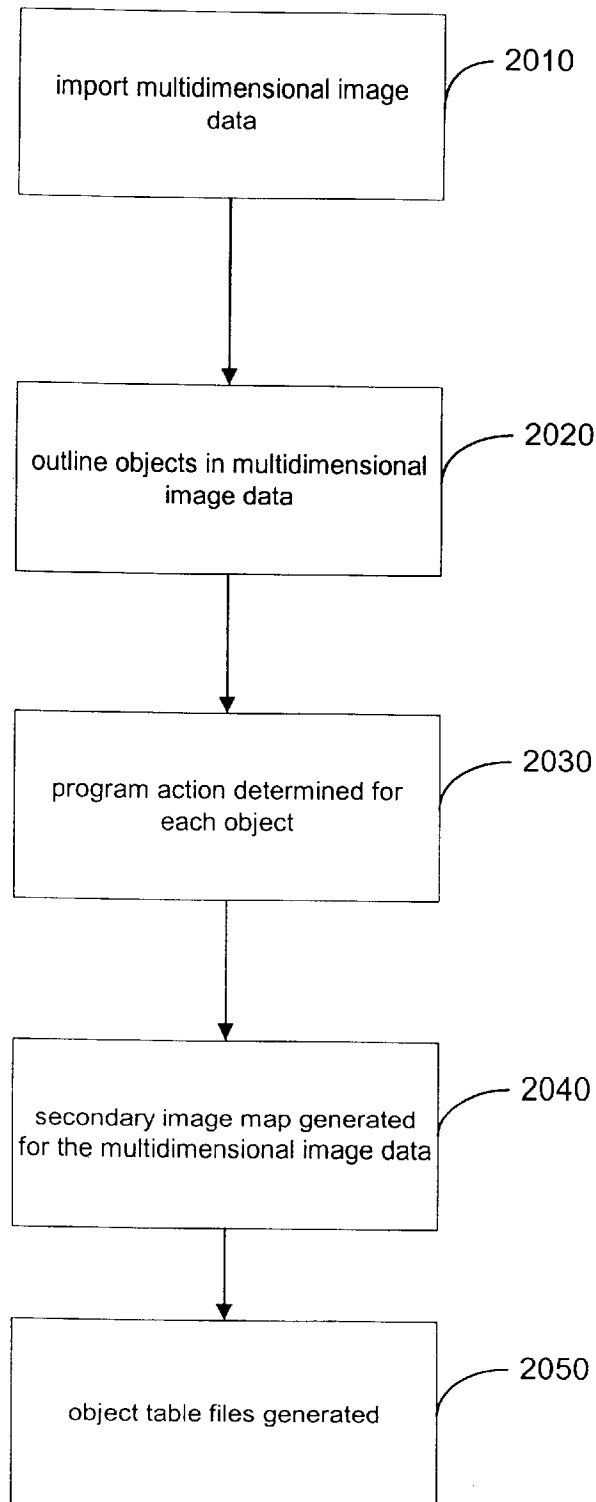 import multidimensional image
data
2010
outline objects in multidimensional
image data
2020
program action determined for
each object
2030
secondary image map generated
for the multidimensional image data
2040
object table files generated
2050